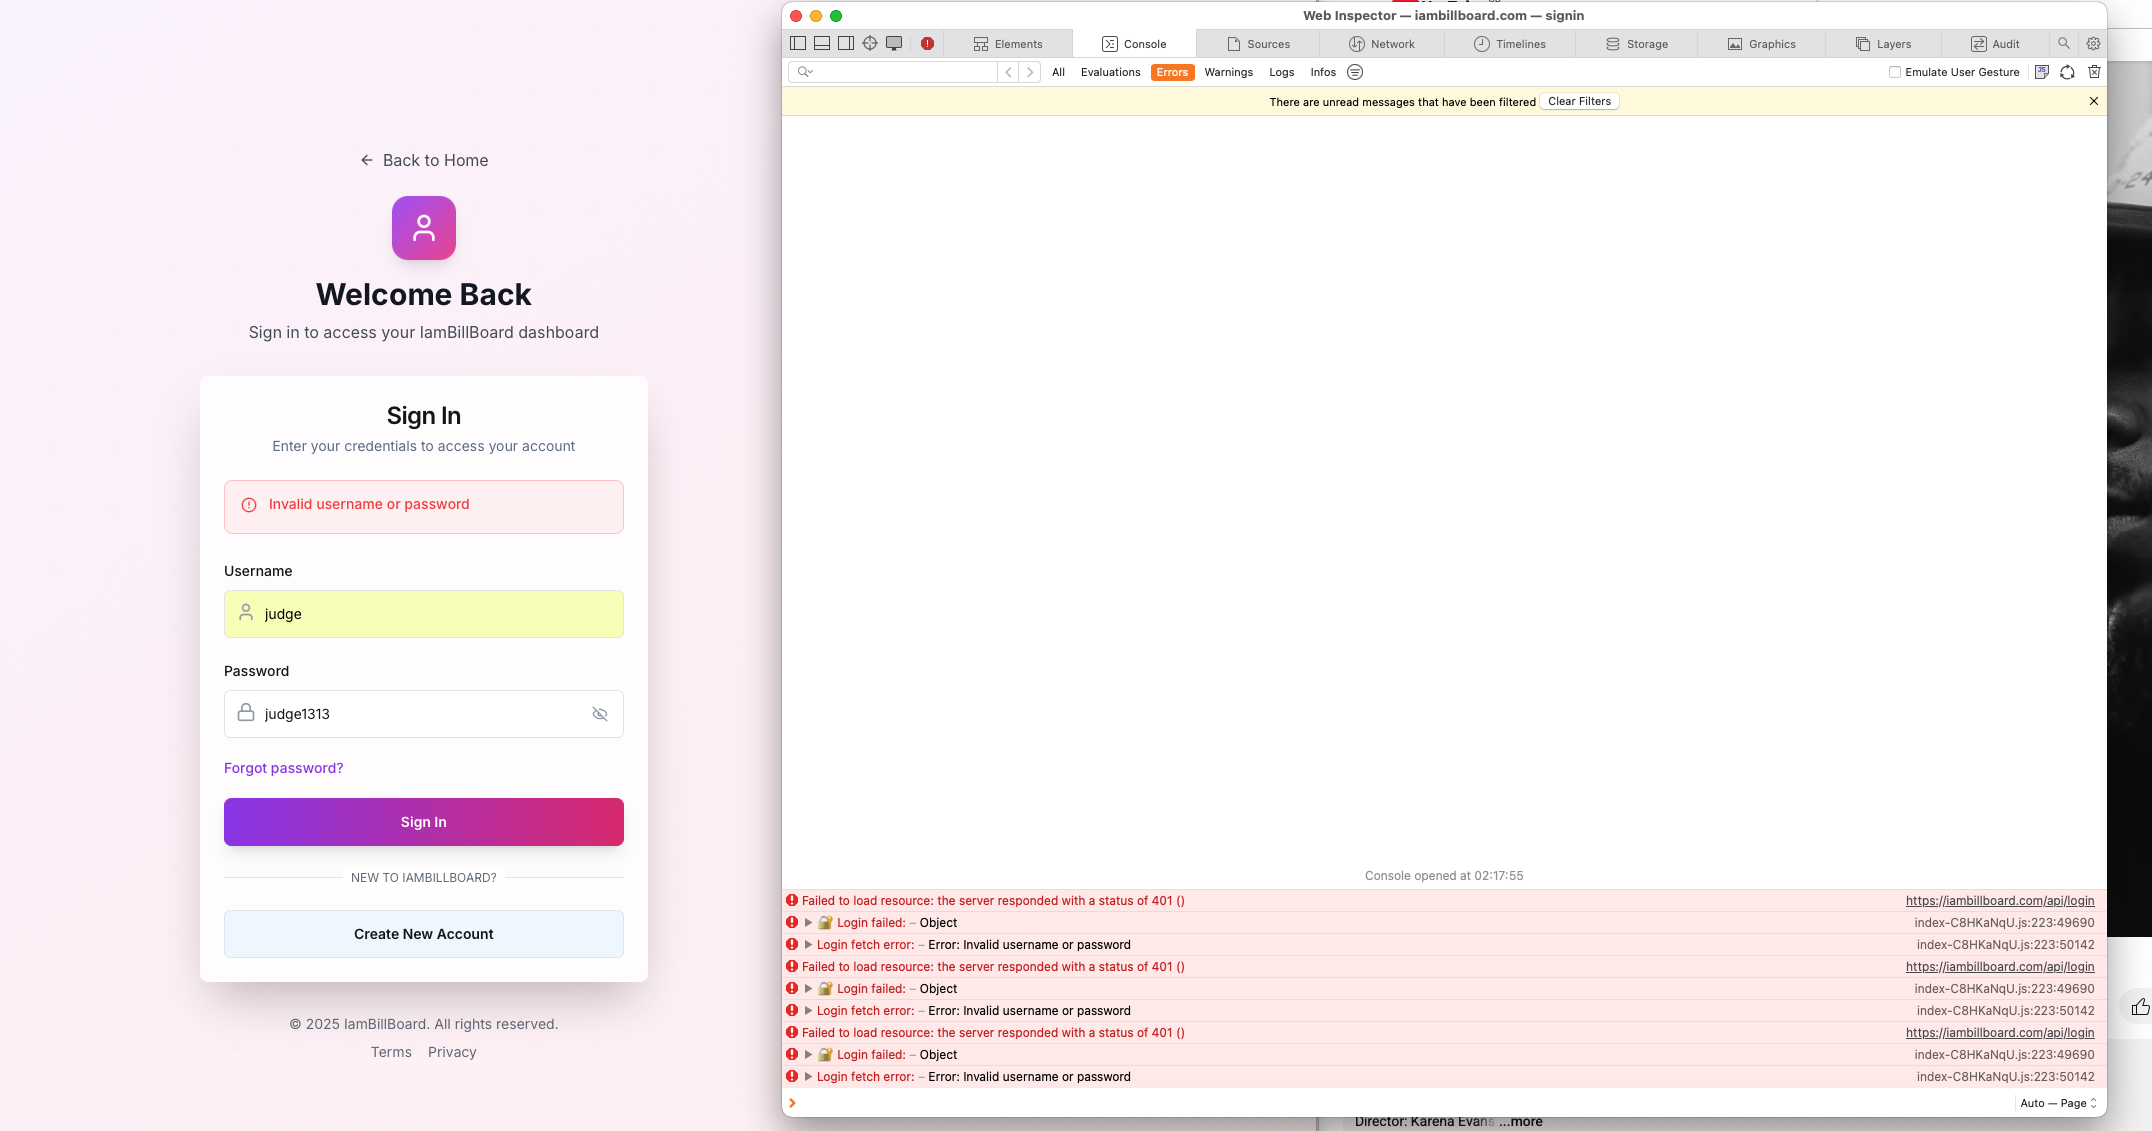 Back to Home
Welcome Back
Sign in to access your IamBillBoard dashboard
Sign In
Enter your credentials to access your account
Invalid username or password
Username
judge
Password
judge1313
Forgot password?
Sign In
NEW TO IAMBILLBOARD?
Create New Account
© 2025 IamBillBoard. All rights reserved.
Terms Privacy
Web Inspector — iambillboard.com — signin
Elements Console Sources Network Timelines Storage Graphics Layers Audit
All Evaluations Errors Warnings Logs Infos Emulate User Gesture
There are unread messages that have been filtered Clear Filters
Console opened at 02:17:55
Failed to load resource: the server responded with a status of 401 () https://iambillboard.com/api/login
Login failed: – Object index-C8HKaNqU.js:223:49690
Login fetch error: – Error: Invalid username or password index-C8HKaNqU.js:223:50142
Failed to load resource: the server responded with a status of 401 () https://iambillboard.com/api/login
Login failed: – Object index-C8HKaNqU.js:223:49690
Login fetch error: – Error: Invalid username or password index-C8HKaNqU.js:223:50142
Failed to load resource: the server responded with a status of 401 () https://iambillboard.com/api/login
Login failed: – Object index-C8HKaNqU.js:223:49690
Login fetch error: – Error: Invalid username or password index-C8HKaNqU.js:223:50142
Auto — Page
Director: Karena Evans ...more